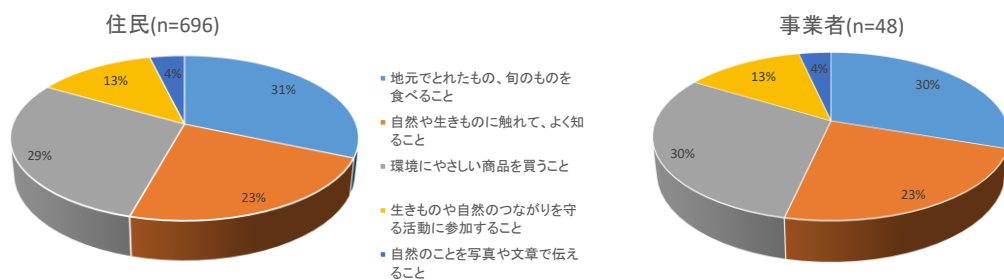 住民(n=696)
4%
13%
31%
29%
23%
地元でとれたもの、旬のものを
食べること
自然や生きものに触れて、よく知
ること
環境にやさしい商品を買うこと
生きものや自然のつながりを守
る活動に参加すること
自然のことを写真や文章で伝え
ること
事業者(n=48)
4%
13%
30%
30%
23%